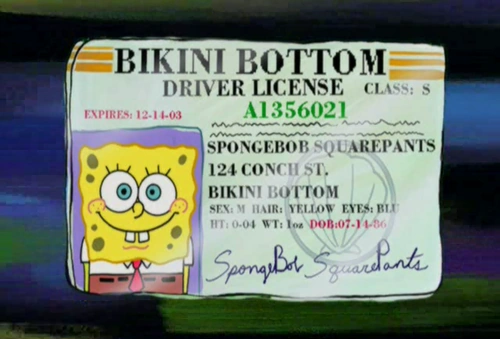 BIKINI BOTTOM
DRIVER LICENSE CLASS: S
EXPIRES: 12-14-03 A1356021
SPONGEBOB SQUAREPANTS
124 CONCH ST.
BIKINI BOTTOM
SEX: M HAIR: YELLOW EYES: BLU
HT: 0-04 WT: 1oz DOB:07-14-86
SpongeBob SquarePants